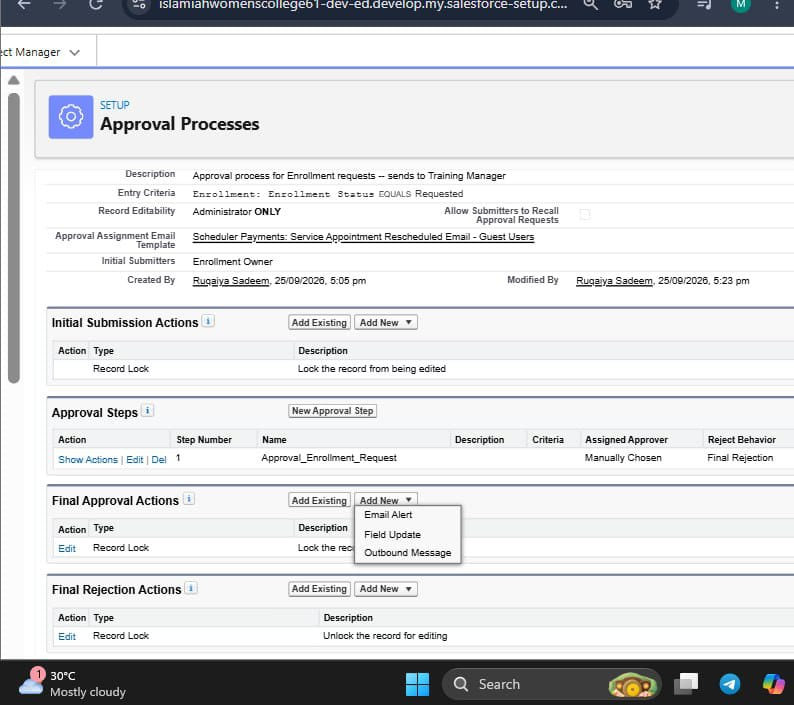 islamiahwomenscollege61-dev-ed.develop.my.salesforce-setup.c...
M
ct Manager
SETUP
Approval Processes
Description Approval process for Enrollment requests -- sends to Training Manager
Entry Criteria Enrollment: Enrollment Status EQUALS Requested
Record Editability Administrator ONLY Allow Submitters to Recall Approval Requests
Approval Assignment Email Template Scheduler Payments: Service Appointment Rescheduled Email - Guest Users
Initial Submitters Enrollment Owner
Created By Ruqaiya Sadeem, 25/09/2026, 5:05 pm Modified By Ruqaiya Sadeem, 25/09/2026, 5:23 pm
Initial Submission Actions i Add Existing Add New
Action Type Description
Record Lock Lock the record from being edited
Approval Steps i New Approval Step
Action Step Number Name Description Criteria Assigned Approver Reject Behavior
Show Actions | Edit | Del 1 Approval_Enrollment_Request Manually Chosen Final Rejection
Final Approval Actions i Add Existing Add New
Email Alert
Field Update
Outbound Message
Action Type Description
Edit Record Lock Lock the rec
Final Rejection Actions i Add Existing Add New
Action Type Description
Edit Record Lock Unlock the record for editing
1
30°C
Mostly cloudy
Search